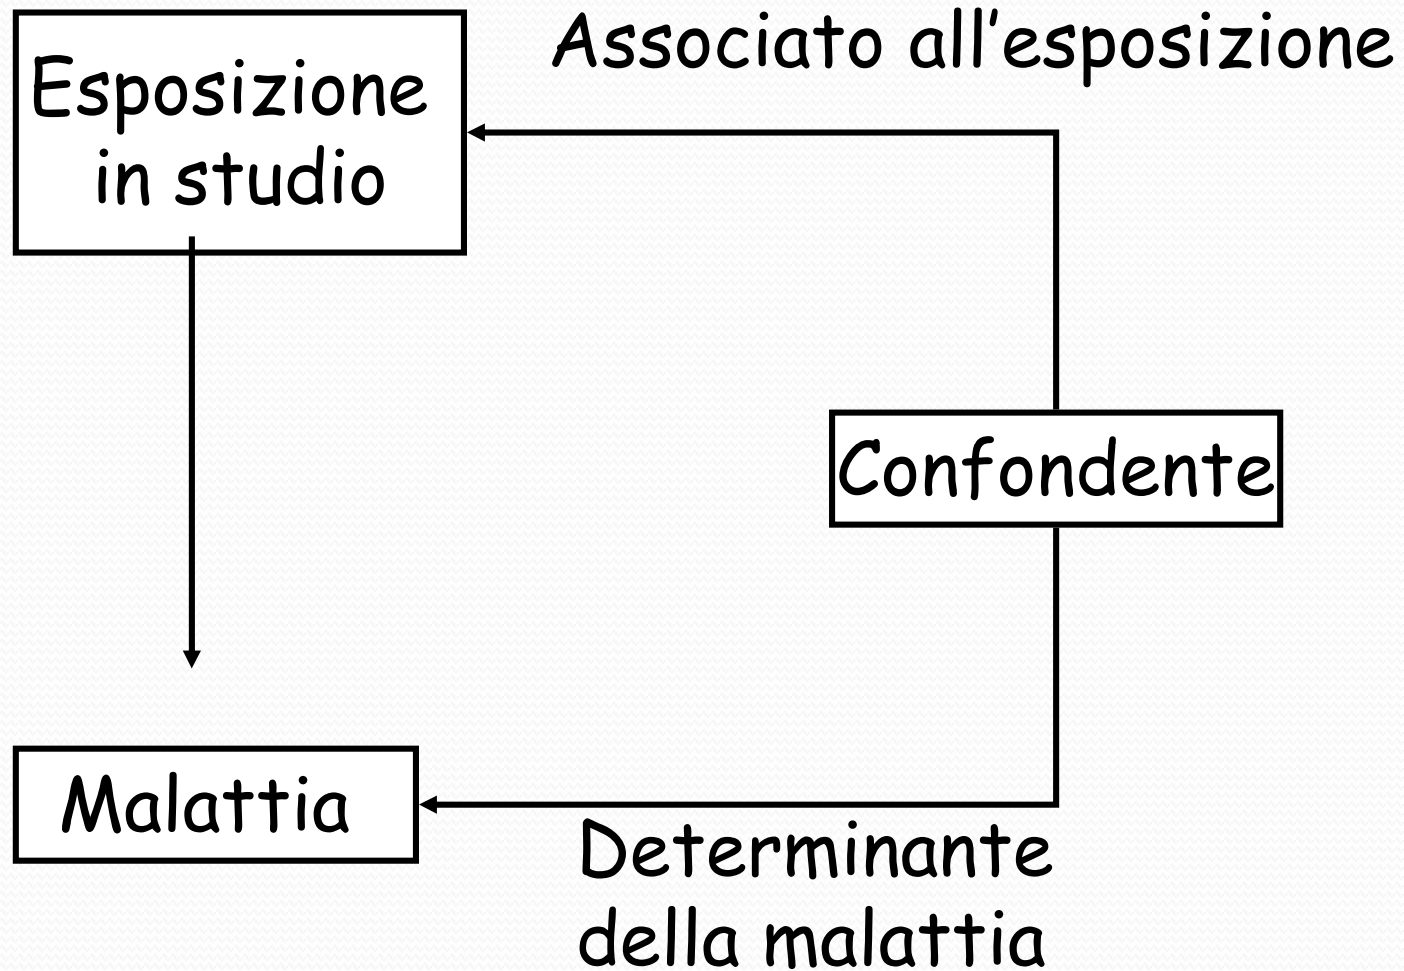 Associato all'esposizione
Esposizione
in studio
Confondente
Malattia
Determinante
della malattia